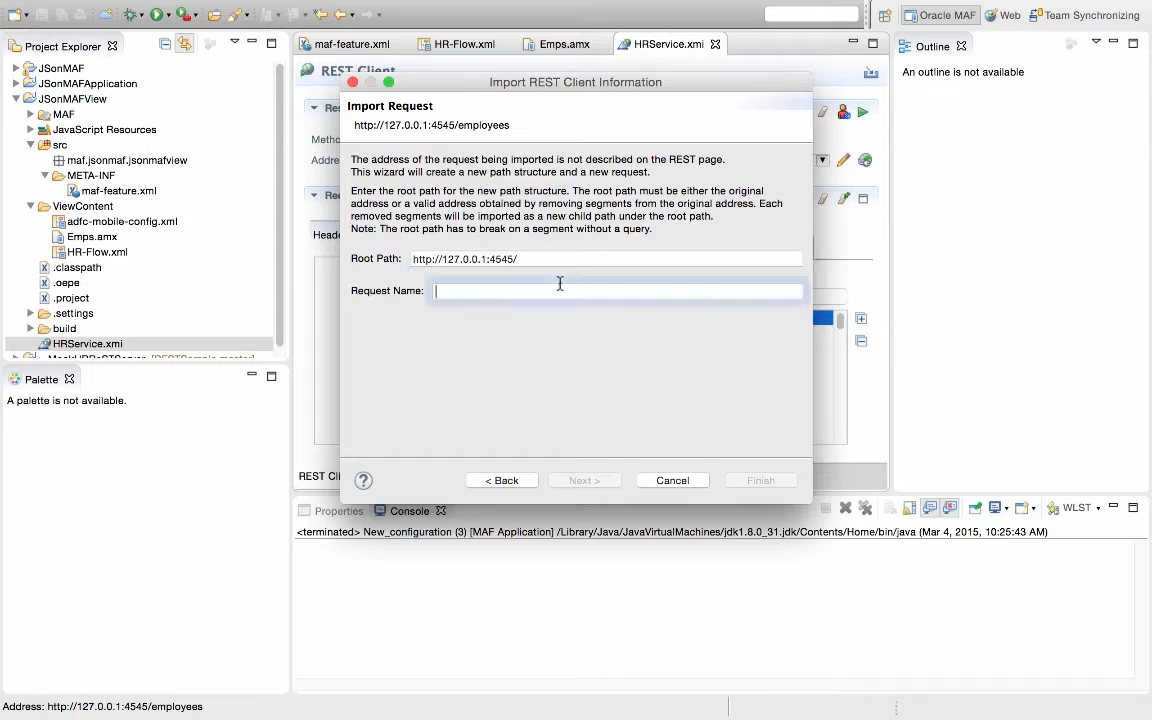 Oracle MAF
Web
Team Synchronizing
Project Explorer
maf-feature.xml
HR-Flow.xml
Emps.amx
HRService.xmi
Outline
JSonMAF
JSonMAFApplication
JSonMAFView
MAF
JavaScript Resources
src
maf.jsonmaf.jsonmafview
META-INF
maf-feature.xml
ViewContent
adfc-mobile-config.xml
Emps.amx
HR-Flow.xml
.classpath
.oepe
.project
.settings
build
HRService.xmi
REST Client
Import REST Client Information
Import Request
http://127.0.0.1:4545/employees
The address of the request being imported is not described on the REST page.
This wizard will create a new path structure and a new request.
Enter the root path for the new path structure. The root path must be either the original
address or a valid address obtained by removing segments from the original address. Each
removed segments will be imported as a new child path under the root path.
Note: The root path has to break on a segment without a query.
Root Path: http://127.0.0.1:4545/
Request Name:
< Back
Next >
Cancel
Finish
An outline is not available
Palette
A palette is not available.
Properties
Console
WLST
<terminated> New_configuration (3) [MAF Application] /Library/Java/JavaVirtualMachines/jdk1.8.0_31.jdk/Contents/Home/bin/java (Mar 4, 2015, 10:25:43 AM)
Address: http://127.0.0.1:4545/employees